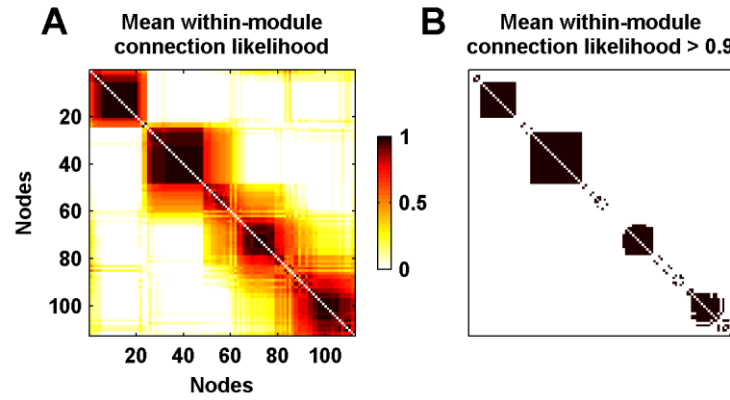 A
Mean within-module
connection likelihood
20
40
60
80
100
Nodes
20 40 60 80 100
Nodes
1
0.5
0
B
Mean within-module
connection likelihood > 0.9